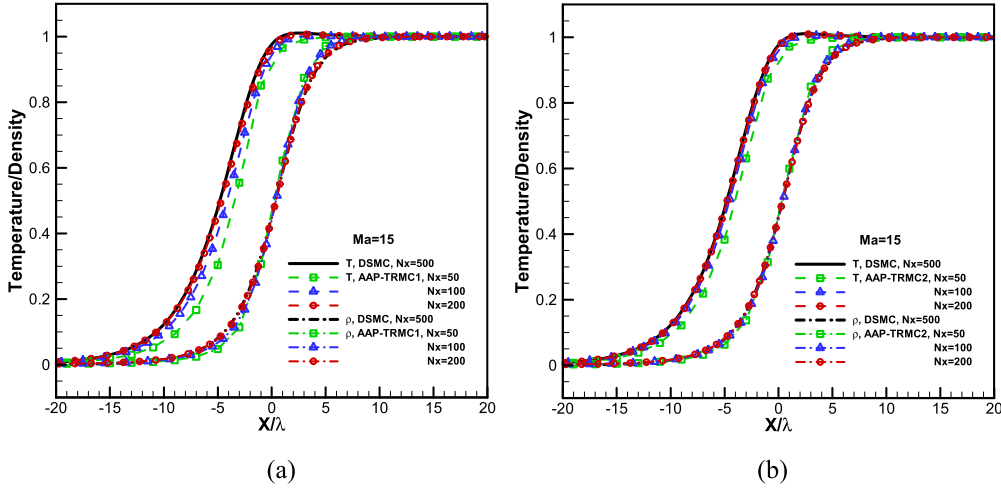 Temperature/Density
1
0.8
0.6
0.4
0.2
0
Ma=15
T, DSMC, Nx=500
T, AAP-TRMC1, Nx=50
Nx=100
Nx=200
ρ, DSMC, Nx=500
ρ, AAP-TRMC1, Nx=50
Nx=100
Nx=200
-20 -15 -10 -5 0 5 10 15 20
X/λ
(a)
Temperature/Density
1
0.8
0.6
0.4
0.2
0
Ma=15
T, DSMC, Nx=500
T, AAP-TRMC2, Nx=50
Nx=100
Nx=200
ρ, DSMC, Nx=500
ρ, AAP-TRMC2, Nx=50
Nx=100
Nx=200
-20 -15 -10 -5 0 5 10 15 20
X/λ
(b)